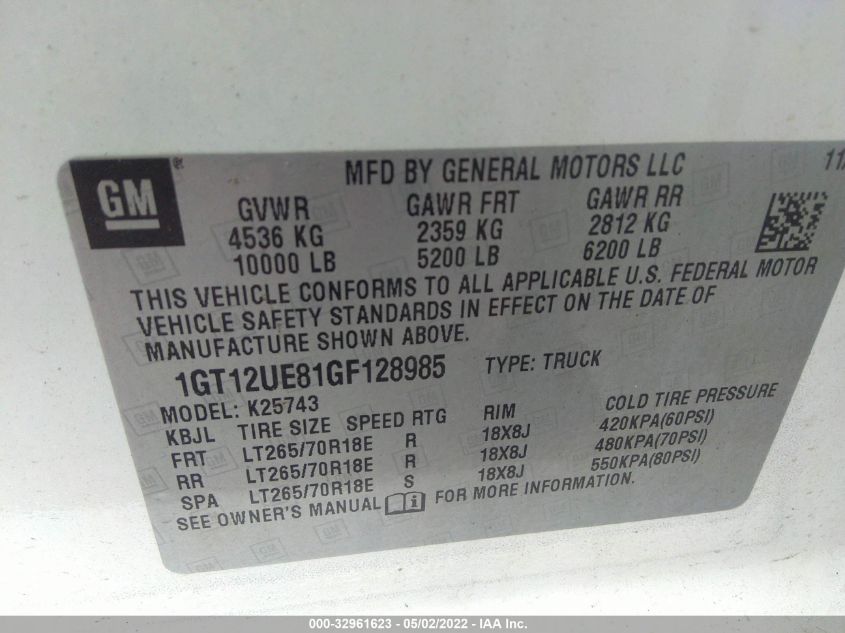 GM ®
MFD BY GENERAL MOTORS LLC 11/
GVWR GAWR FRT GAWR RR
4536 KG 2359 KG 2812 KG
10000 LB 5200 LB 6200 LB
THIS VEHICLE CONFORMS TO ALL APPLICABLE U.S. FEDERAL MOTOR
VEHICLE SAFETY STANDARDS IN EFFECT ON THE DATE OF
MANUFACTURE SHOWN ABOVE.
1GT12UE81GF128985 TYPE: TRUCK
MODEL: K25743
KBJL TIRE SIZE SPEED RTG RIM COLD TIRE PRESSURE
FRT LT265/70R18E R 18X8J 420KPA(60PSI)
RR LT265/70R18E R 18X8J 480KPA(70PSI)
SPA LT265/70R18E S 18X8J 550KPA(80PSI)
SEE OWNER'S MANUAL i FOR MORE INFORMATION.
000-32961623 - 05/02/2022 - IAA Inc.